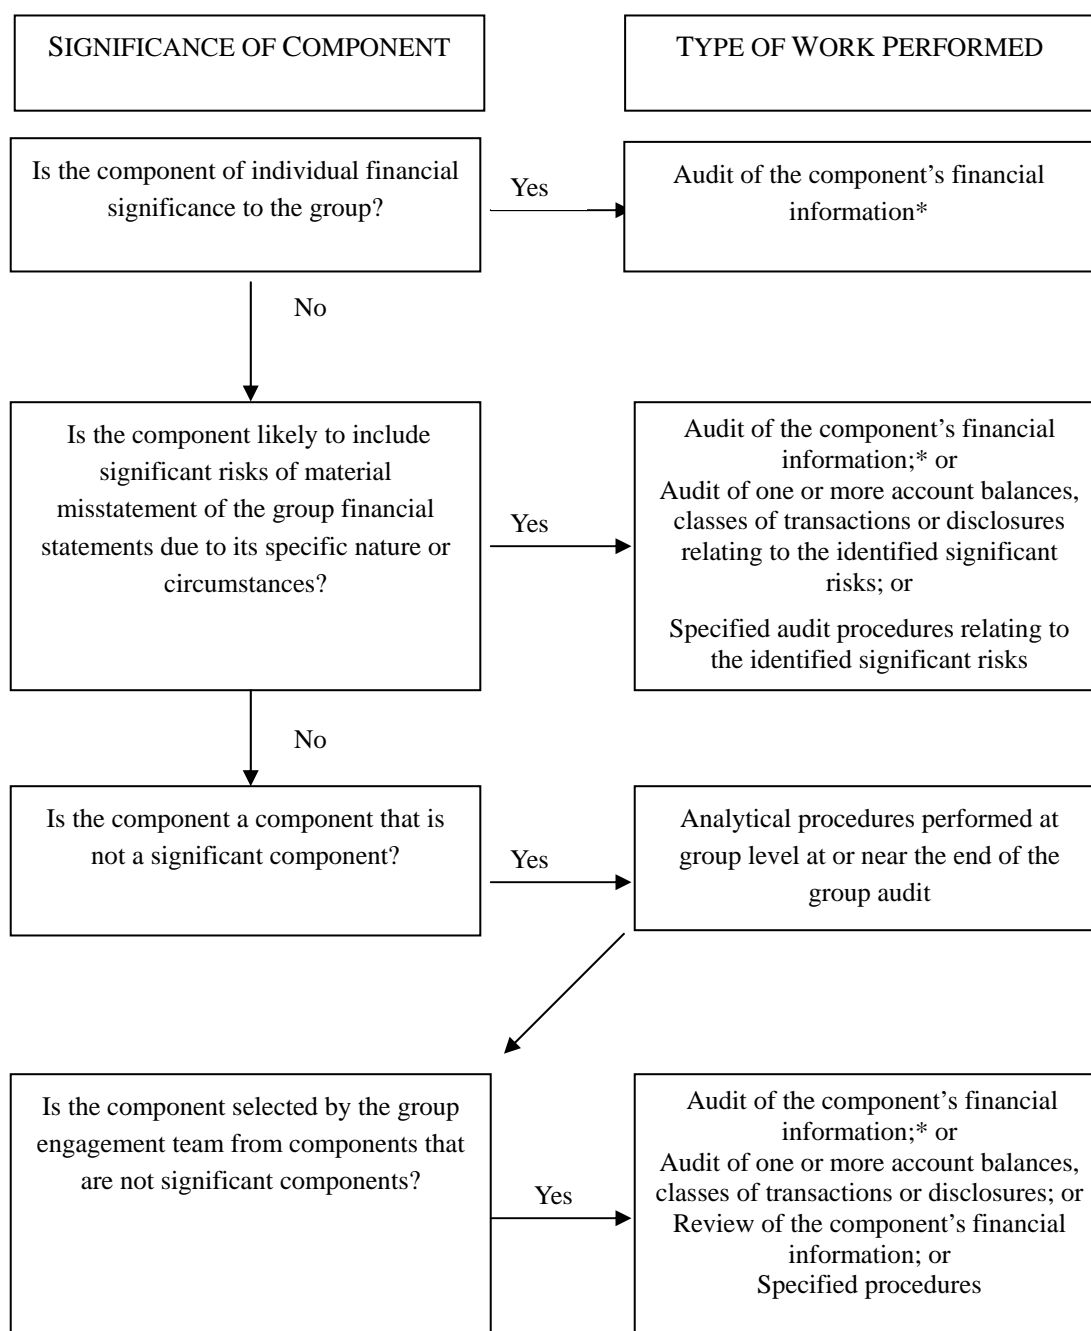 SIGNIFICANCE OF COMPONENT
TYPE OF WORK PERFORMED
Is the component of individual financial
significance to the group?
Yes
Audit of the component’s financial
information*
No
Is the component likely to include
significant risks of material
misstatement of the group financial
statements due to its specific nature or
circumstances?
Yes
Audit of the component’s financial
information;* or
Audit of one or more account balances,
classes of transactions or disclosures
relating to the identified significant
risks; or
Specified audit procedures relating to
the identified significant risks
No
Is the component a component that is
not a significant component?
Yes
Analytical procedures performed at
group level at or near the end of the
group audit
Is the component selected by the group
engagement team from components that
are not significant components?
Yes
Audit of the component’s financial
information;* or
Audit of one or more account balances,
classes of transactions or disclosures; or
Review of the component’s financial
information; or
Specified procedures